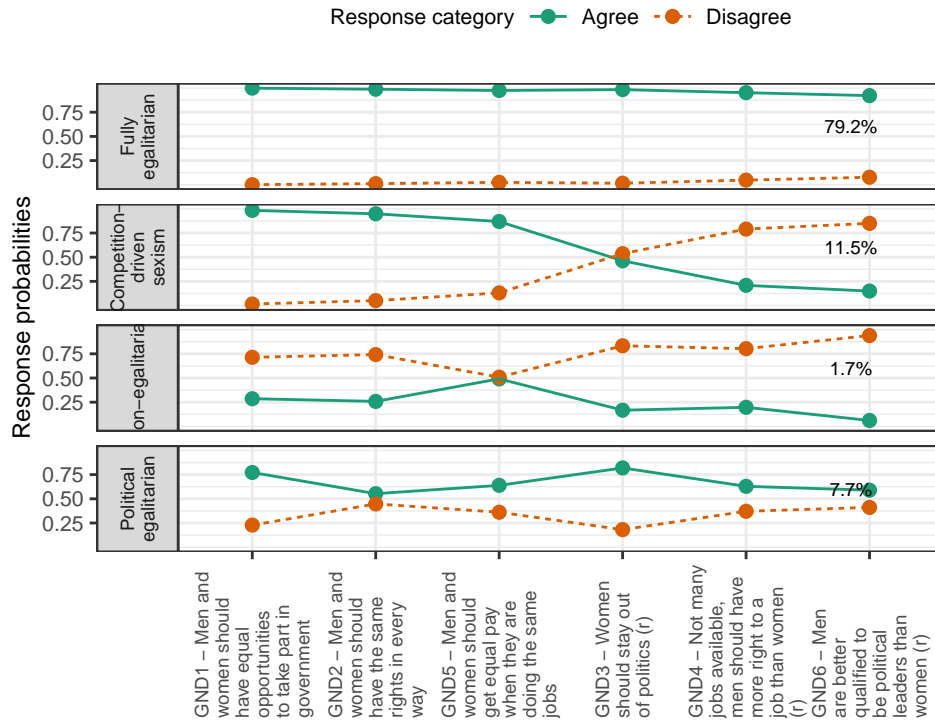 Response category Agree Disagree
Response probabilities
Fully
egalitarian
0.75
0.50
0.25
79.2%
Competition–
driven
sexism
0.75
0.50
0.25
11.5%
on–egalitaria
0.75
0.50
0.25
1.7%
Political
egalitarian
0.75
0.50
0.25
7.7%
GND1 – Men and
women should
have equal
opportunities
to take part in
government
GND2 – Men and
women should
have the same
rights in every
way
GND5 – Men and
women should
get equal pay
when they are
doing the same
jobs
GND3 – Women
should stay out
of politics (r)
GND4 – Not many
jobs available,
men should have
more right to a
job than women
(r)
GND6 – Men
are better
qualified to
be political
leaders than
women (r)